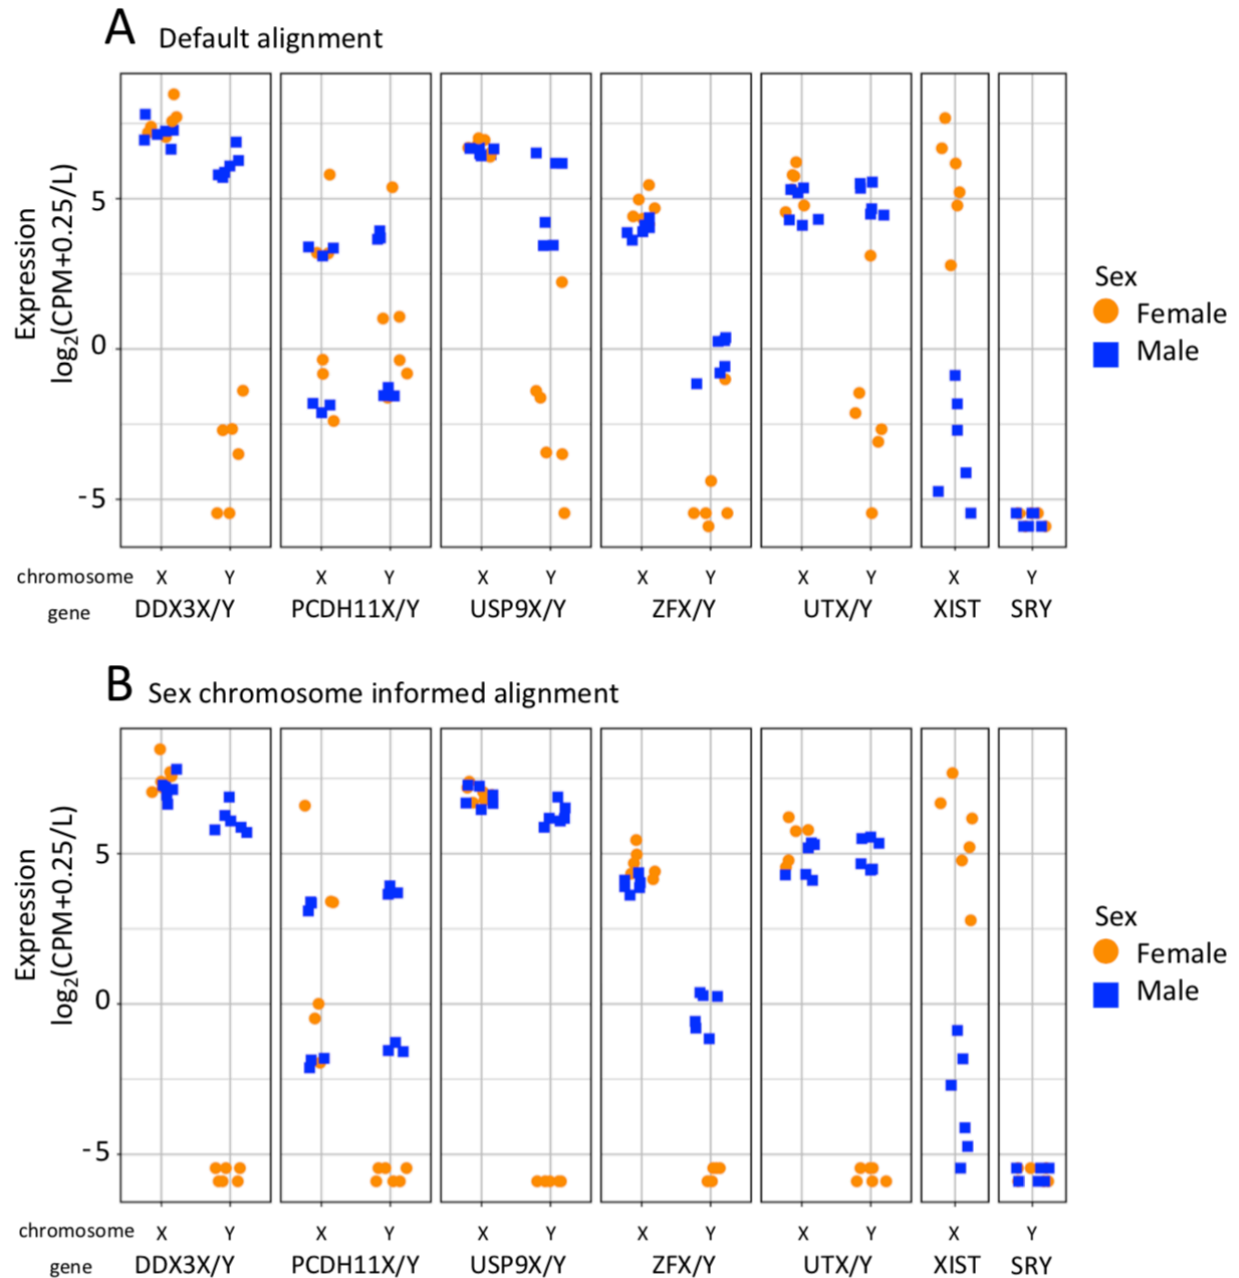 A Default alignment
Expression
log₂(CPM+0.25/L)
5
0
-5
Sex
Female
Male
chromosome X Y X Y X Y X Y X Y X Y
gene DDX3X/Y PCDH11X/Y USP9X/Y ZFX/Y UTX/Y XIST SRY
B Sex chromosome informed alignment
Expression
log₂(CPM+0.25/L)
5
0
-5
Sex
Female
Male
chromosome X Y X Y X Y X Y X Y X Y
gene DDX3X/Y PCDH11X/Y USP9X/Y ZFX/Y UTX/Y XIST SRY